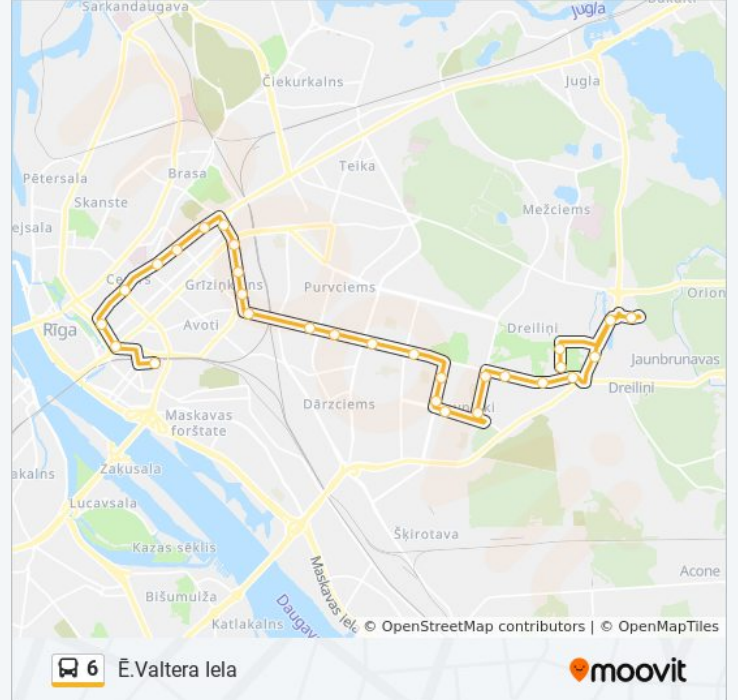 Sarkandaugava
Jugla
Čiekurkalns
Jugla
Pētersala
Brasa
Teika
Skanste
Mežciems
ejsala
Grīziņkalns
Purvciems
Orion
Rīga
Avoti
Dreiliņi
Jaunbrunavas
Dreiliņi
Dārzciems
Maskavas
forštate
akalns
Zaķusala
Lucavsala
Šķirotava
Kazas sēklis
Acone
Bišumuiža
Maskavas iela
Katlakalns
Daugav
© OpenStreetMap contributors | © OpenMapTiles
6 Ē.Valtera Iela
moovit